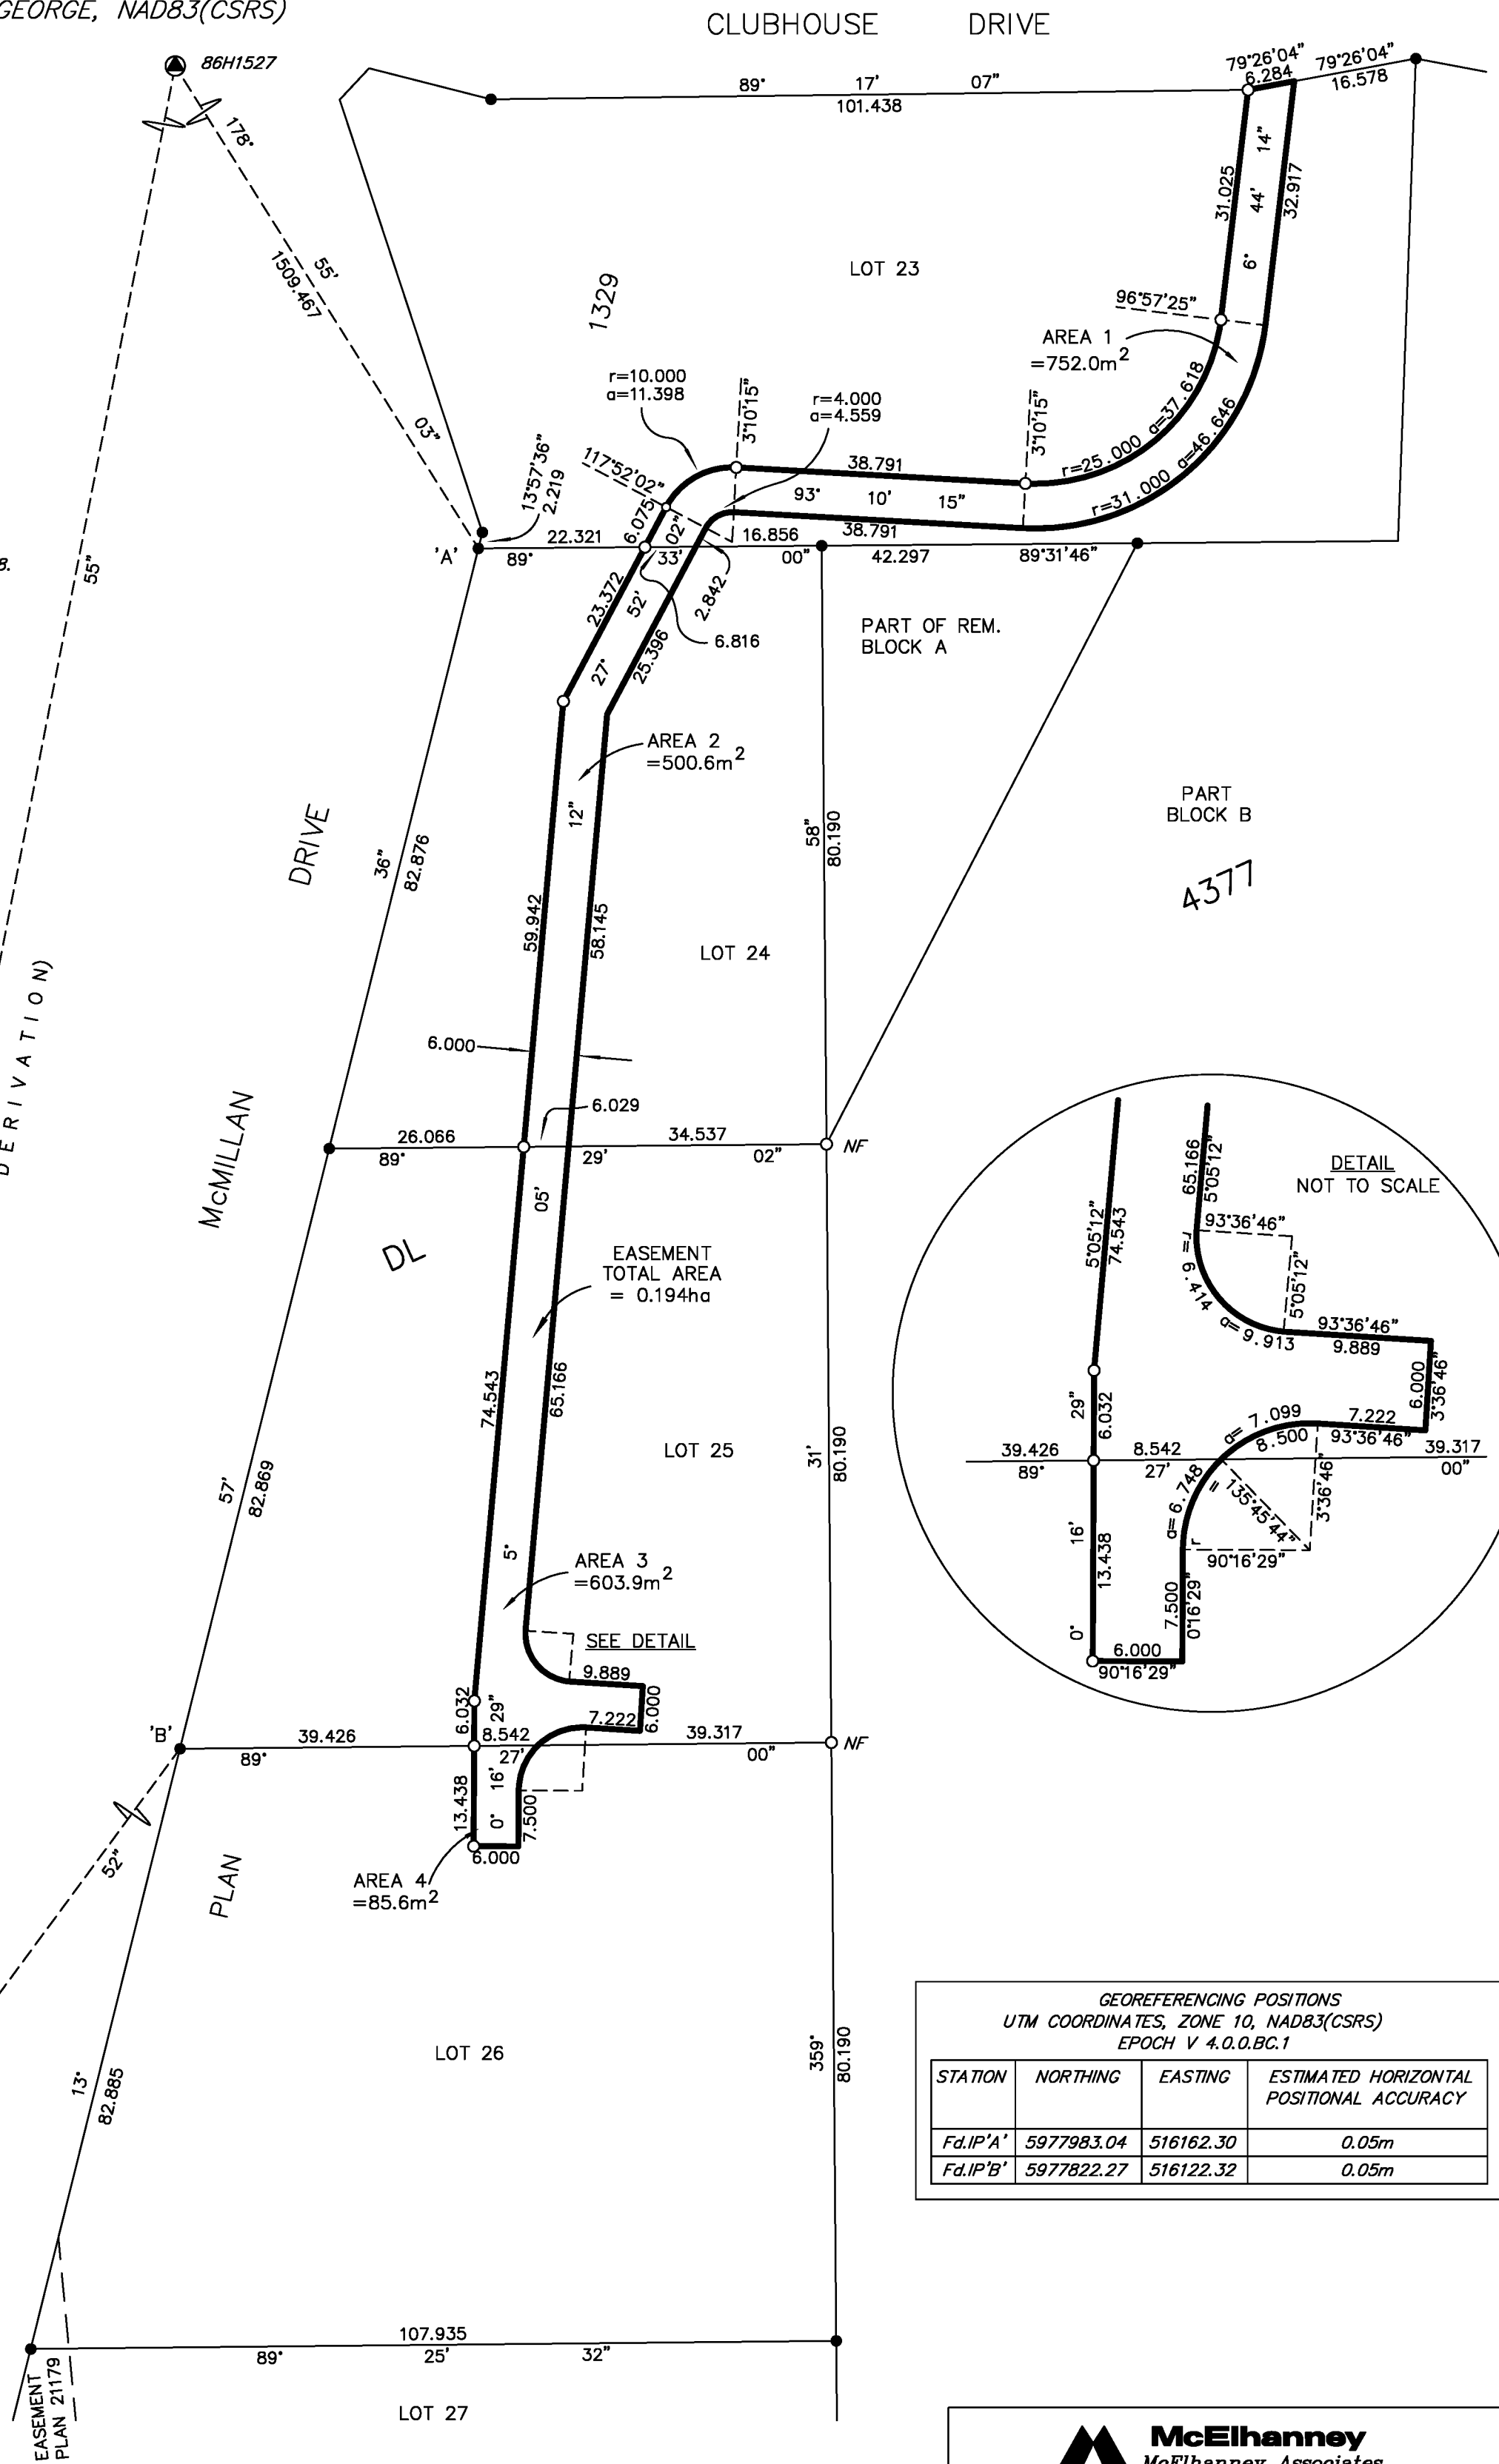 GEORGE, NAD83(CSRS)
CLUBHOUSE DRIVE
86H1527
178° 55' 03"
1509.467
89° 17' 07"
101.438
79°26'04"
6.284
79°26'04"
16.578
31.025
6° 44' 14"
32.917
LOT 23
1329
96°57'25"
AREA 1
=752.0m2
r=10.000
a=11.398
3°10'15"
r=4.000
a=4.559
3°10'15"
r=25.000 a=37.618
r=31.000 a=46.646
117°52'02"
38.791
93° 10' 15"
13°57'36"
2.219
6.075
02"
16.856
38.791
'A'
22.321
89° 33' 00"
42.297
89°31'46"
55"
8.
23.372
52'
2.842
6.816
27°
25.396
PART OF REM.
BLOCK A
AREA 2
=500.6m2
PART
BLOCK B
4377
12"
DRIVE
36"
82.876
58"
80.190
59.942
58.145
LOT 24
DERIVATION)
6.000
6.029
26.066
34.537
89° 29' 02"
NF
McMILLAN
05'
DL
EASEMENT
TOTAL AREA
= 0.194ha
74.543
65.166
LOT 25
31'
80.190
57'
82.869
5°
AREA 3
=603.9m2
SEE DETAIL
9.889
6.000
7.222
6.032
29"
'B'
39.426
8.542
39.317
89° 27' 00"
NF
16'
13.438
0°
7.500
6.000
52"
AREA 4
=85.6m2
PLAN
DETAIL
NOT TO SCALE
65.166
5°05'12"
5°05'12"
74.543
93°36'46"
r=9.414
a=9.913
5°05'12"
93°36'46"
9.889
6.000
3°36'46"
29"
6.032
a=7.099
7.222
93°36'46"
39.426
8.542
39.317
89° 27' 00"
a=6.748
r = 8.500
135°45'44"
3°36'46"
16'
13.438
90°16'29"
7.500
0°16'29"
0°
6.000
90°16'29"
LOT 26
359°
80.190
13°
82.885
GEOREFERENCING POSITIONS
UTM COORDINATES, ZONE 10, NAD83(CSRS)
EPOCH V 4.0.0.BC.1
STATION NORTHING EASTING ESTIMATED HORIZONTAL
POSITIONAL ACCURACY
Fd.IP'A' 5977983.04 516162.30 0.05m
Fd.IP'B' 5977822.27 516122.32 0.05m
107.935
89° 25' 32"
EASEMENT
PLAN 21179
LOT 27
McElhanney
McElhanney Associates